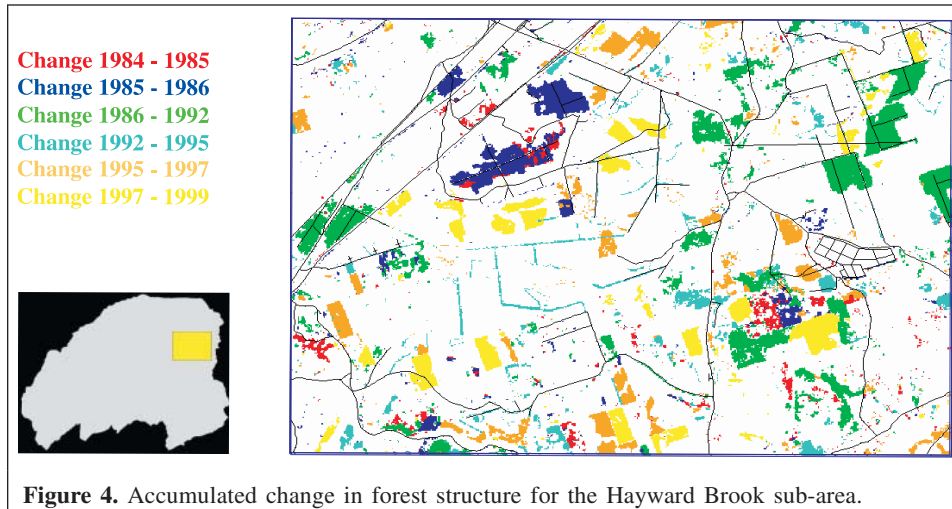 Change 1984 - 1985
Change 1985 - 1986
Change 1986 - 1992
Change 1992 - 1995
Change 1995 - 1997
Change 1997 - 1999
Figure 4. Accumulated change in forest structure for the Hayward Brook sub-area.